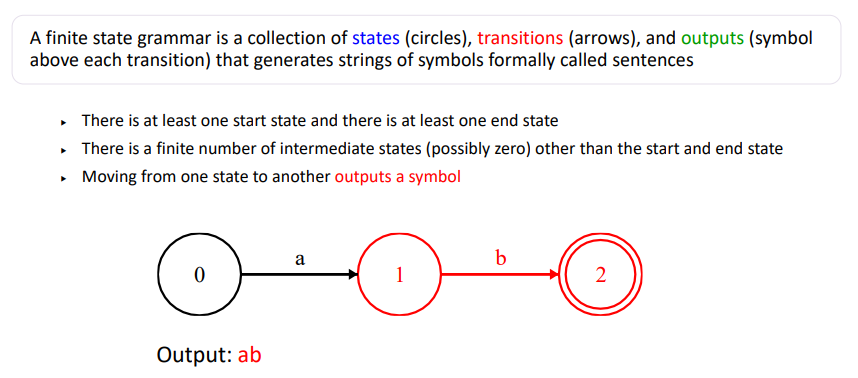 A finite state grammar is a collection of states (circles), transitions (arrows), and outputs (symbol
above each transition) that generates strings of symbols formally called sentences
▸ There is at least one start state and there is at least one end state
▸ There is a finite number of intermediate states (possibly zero) other than the start and end state
▸ Moving from one state to another outputs a symbol
a b
0 1 2
Output: ab